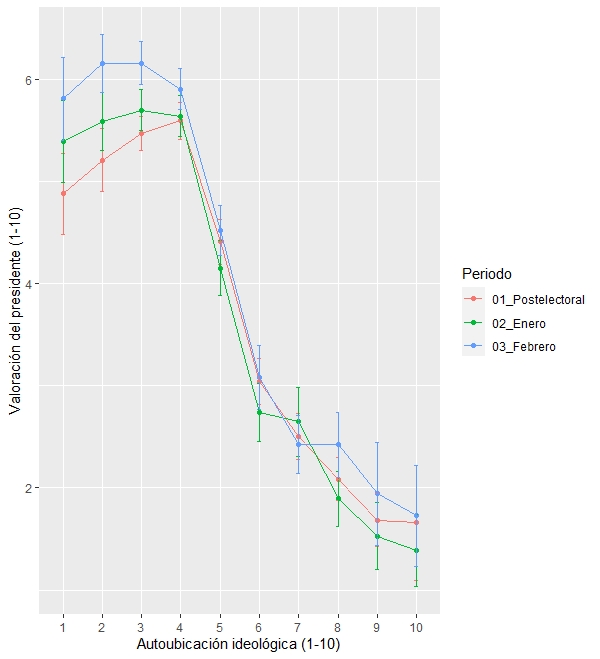 6
4
2
1 2 3 4 5 6 7 8 9 10
Autoubicación ideológica (1-10)
Valoración del presidente (1-10)
Periodo
01_Postelectoral
02_Enero
03_Febrero